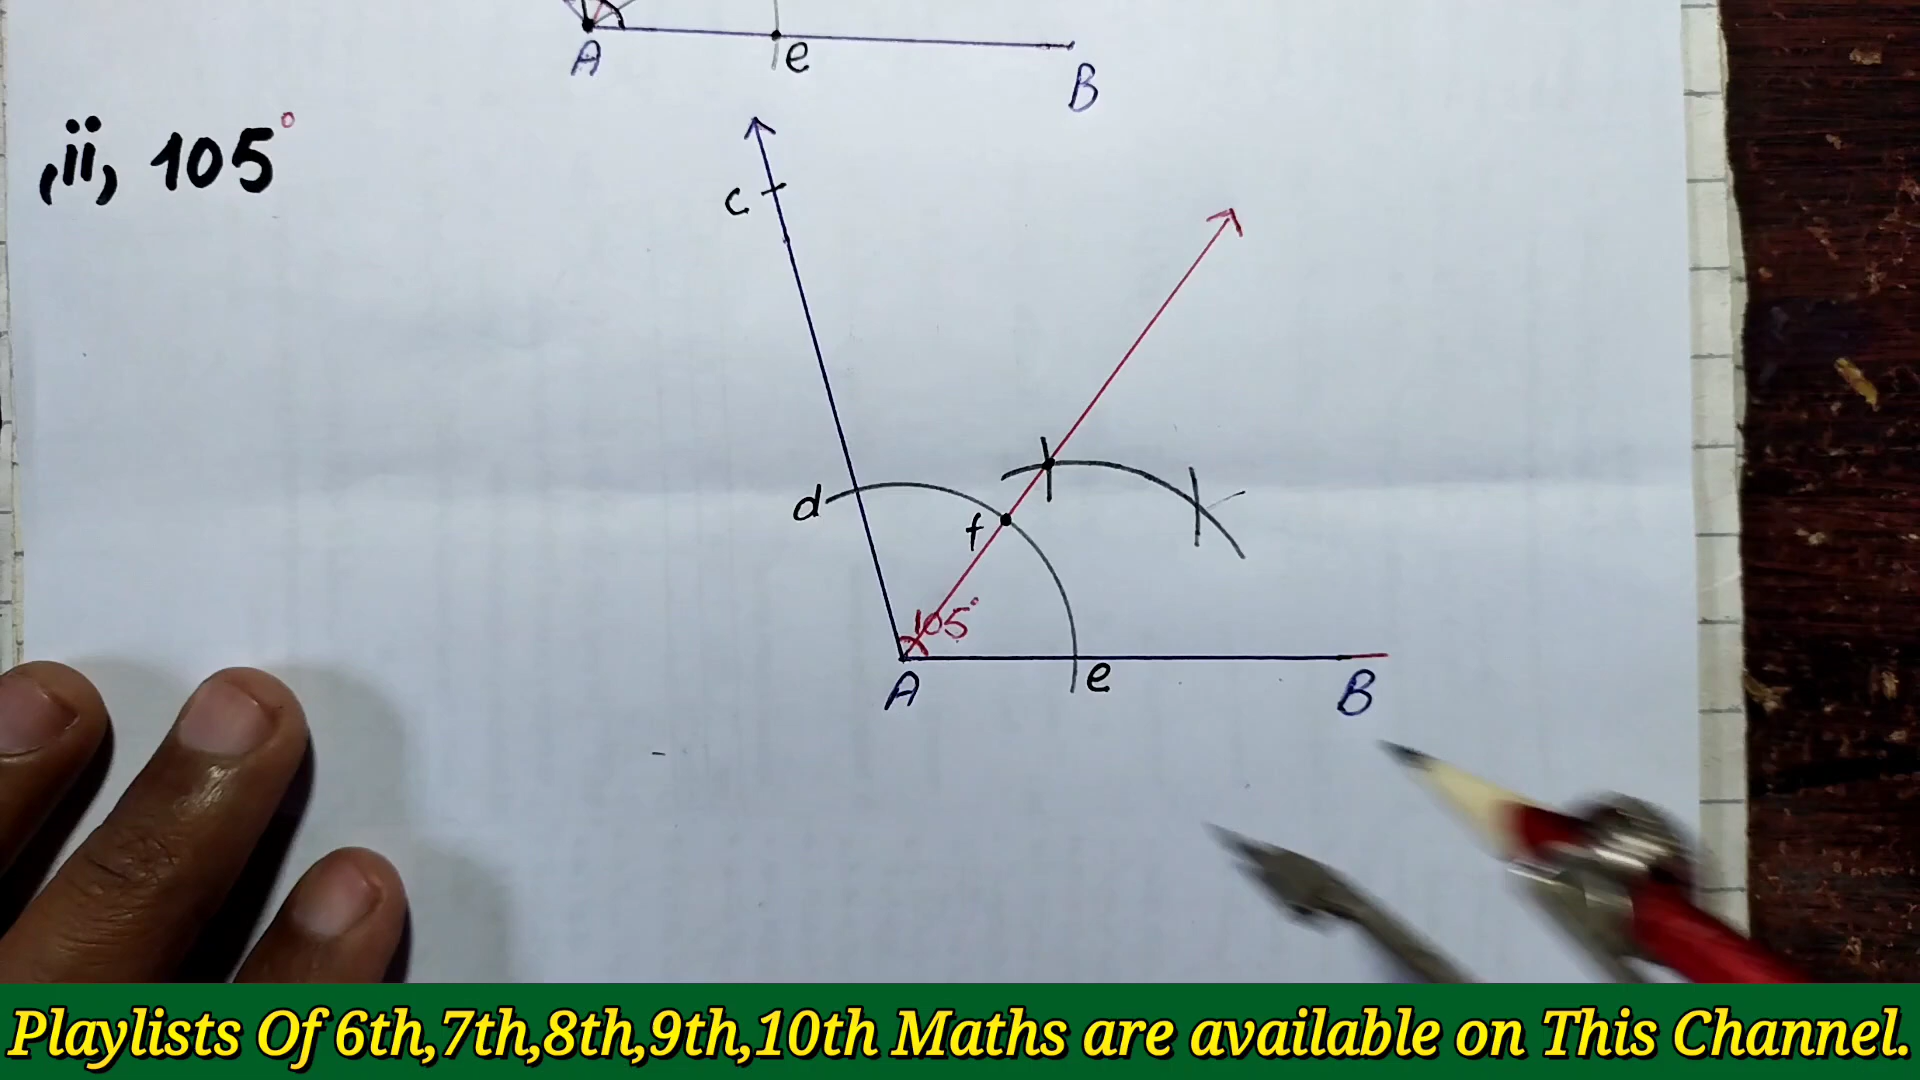 A
e
B
(ii) 105°
c
d
f
105°
A
e
B
Playlists Of 6th,7th,8th,9th,10th Maths are available on This Channel.